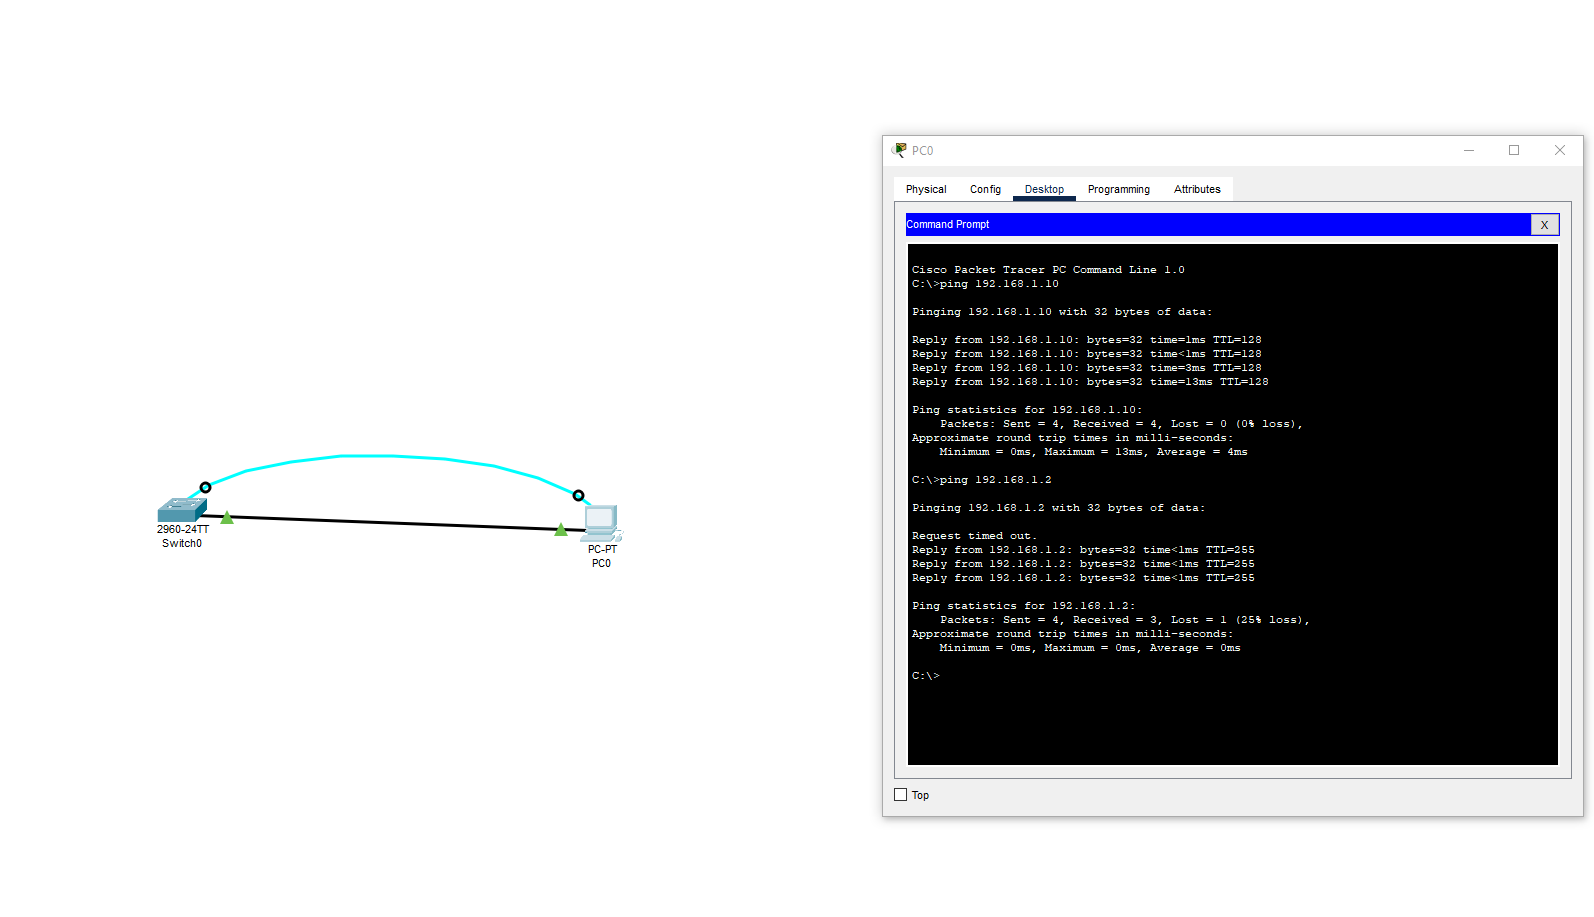 2960-24TT
Switch0
PC-PT
PC0
PC0
Physical Config Desktop Programming Attributes
Command Prompt X
Cisco Packet Tracer PC Command Line 1.0
C:\>ping 192.168.1.10
Pinging 192.168.1.10 with 32 bytes of data:
Reply from 192.168.1.10: bytes=32 time=1ms TTL=128
Reply from 192.168.1.10: bytes=32 time<1ms TTL=128
Reply from 192.168.1.10: bytes=32 time=3ms TTL=128
Reply from 192.168.1.10: bytes=32 time=13ms TTL=128
Ping statistics for 192.168.1.10:
Packets: Sent = 4, Received = 4, Lost = 0 (0% loss),
Approximate round trip times in milli-seconds:
Minimum = 0ms, Maximum = 13ms, Average = 4ms
C:\>ping 192.168.1.2
Pinging 192.168.1.2 with 32 bytes of data:
Request timed out.
Reply from 192.168.1.2: bytes=32 time<1ms TTL=255
Reply from 192.168.1.2: bytes=32 time<1ms TTL=255
Reply from 192.168.1.2: bytes=32 time<1ms TTL=255
Ping statistics for 192.168.1.2:
Packets: Sent = 4, Received = 3, Lost = 1 (25% loss),
Approximate round trip times in milli-seconds:
Minimum = 0ms, Maximum = 0ms, Average = 0ms
C:\>
Top